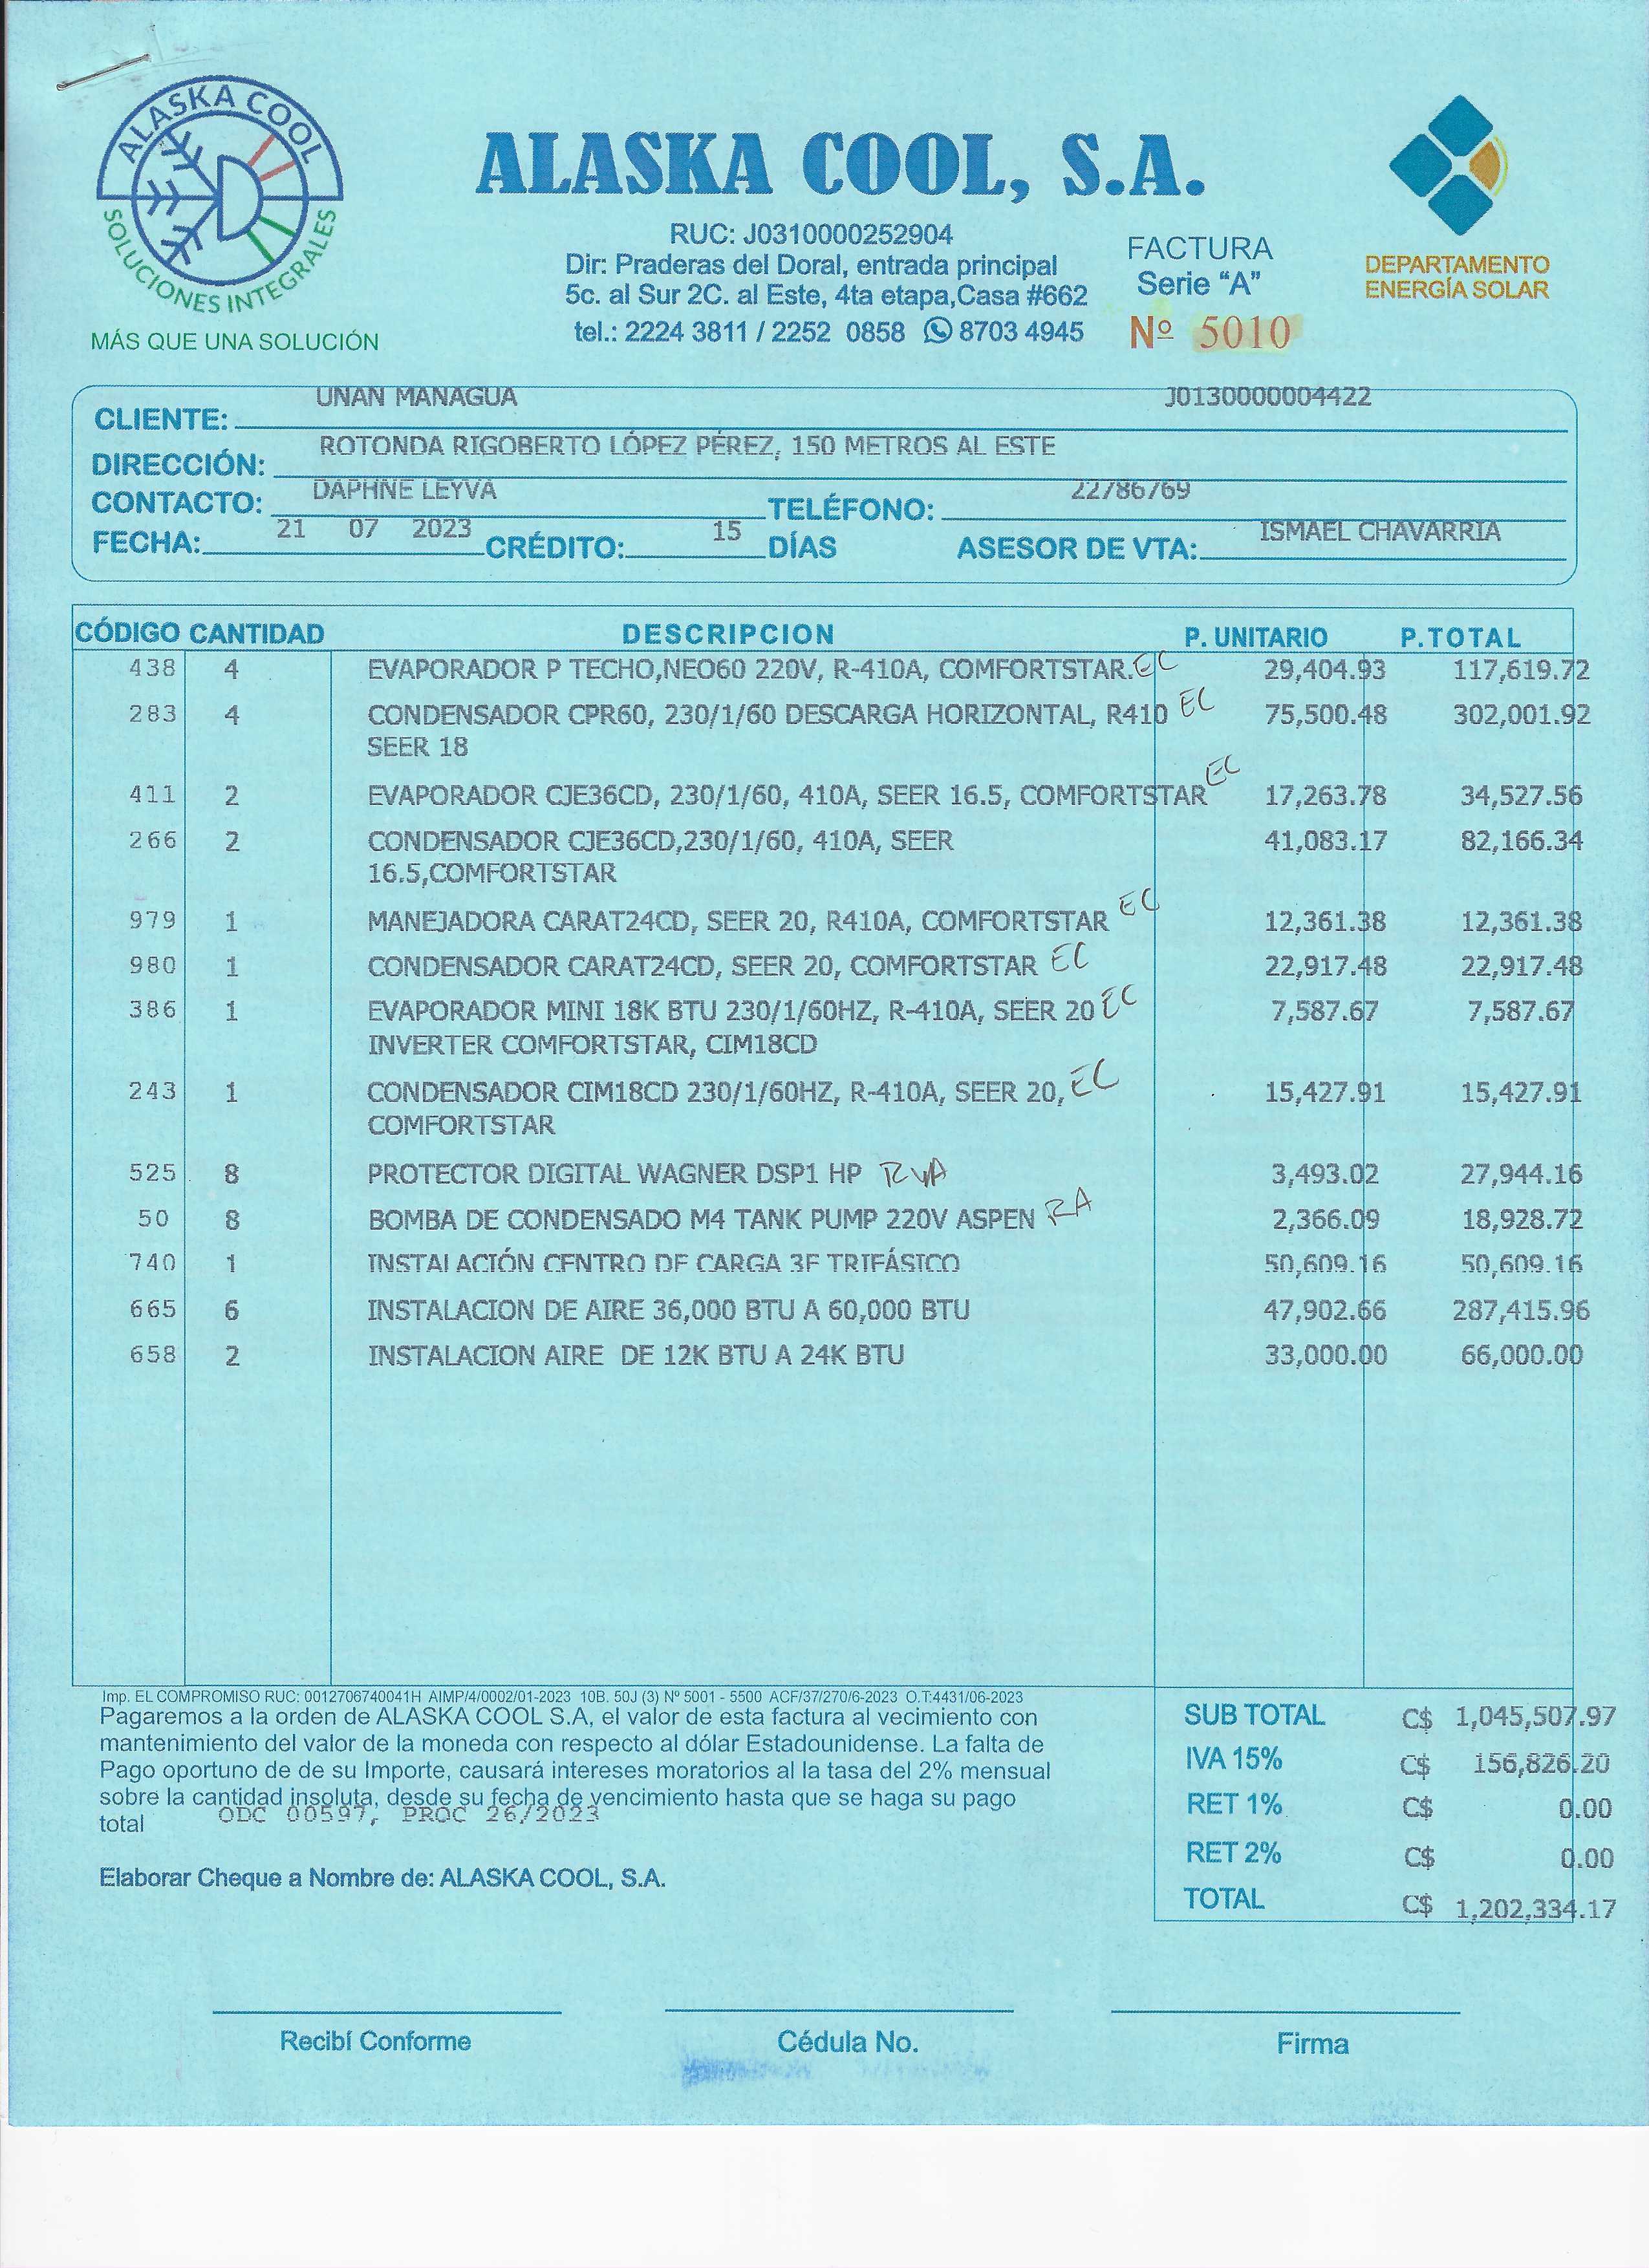 ALASKA COOL
SOLUCIONES INTEGRALES
MÁS QUE UNA SOLUCIÓN
ALASKA COOL, S.A.
RUC: J0310000252904
Dir: Praderas del Doral, entrada principal
5c. al Sur 2C. al Este, 4ta etapa,Casa #662
tel.: 2224 3811 / 2252 0858 8703 4945
FACTURA
Serie "A"
Nº 5010
DEPARTAMENTO
ENERGÍA SOLAR
CLIENTE: UNAN MANAGUA J0130000004422
DIRECCIÓN: ROTONDA RIGOBERTO LÓPEZ PÉREZ, 150 METROS AL ESTE
CONTACTO: DAPHNE LEYVA TELÉFONO: 22786769
FECHA: 21 07 2023 CRÉDITO: 15 DÍAS ASESOR DE VTA: ISMAEL CHAVARRIA
CÓDIGO CANTIDAD DESCRIPCION P. UNITARIO P.TOTAL
438 4 EVAPORADOR P TECHO,NEO60 220V, R-410A, COMFORTSTAR. EC 29,404.93 117,619.72
283 4 CONDENSADOR CPR60, 230/1/60 DESCARGA HORIZONTAL, R410 EC 75,500.48 302,001.92
SEER 18
411 2 EVAPORADOR CJE36CD, 230/1/60, 410A, SEER 16.5, COMFORTSTAR EC 17,263.78 34,527.56
266 2 CONDENSADOR CJE36CD,230/1/60, 410A, SEER 41,083.17 82,166.34
16.5,COMFORTSTAR
979 1 MANEJADORA CARAT24CD, SEER 20, R410A, COMFORTSTAR EC 12,361.38 12,361.38
980 1 CONDENSADOR CARAT24CD, SEER 20, COMFORTSTAR EC 22,917.48 22,917.48
386 1 EVAPORADOR MINI 18K BTU 230/1/60HZ, R-410A, SEER 20 EC 7,587.67 7,587.67
INVERTER COMFORTSTAR, CIM18CD
243 1 CONDENSADOR CIM18CD 230/1/60HZ, R-410A, SEER 20, EC 15,427.91 15,427.91
COMFORTSTAR
525 8 PROTECTOR DIGITAL WAGNER DSP1 HP RVA 3,493.02 27,944.16
50 8 BOMBA DE CONDENSADO M4 TANK PUMP 220V ASPEN RA 2,366.09 18,928.72
740 1 INSTALACIÓN CENTRO DE CARGA 3F TRIFÁSICO 50,609.16 50,609.16
665 6 INSTALACION DE AIRE 36,000 BTU A 60,000 BTU 47,902.66 287,415.96
658 2 INSTALACION AIRE DE 12K BTU A 24K BTU 33,000.00 66,000.00
Imp. EL COMPROMISO RUC: 0012706740041H AIMP/4/0002/01-2023 10B. 50J (3) Nº 5001 - 5500 ACF/37/270/6-2023 O.T:4431/06-2023
Pagaremos a la orden de ALASKA COOL S.A, el valor de esta factura al vecimiento con
mantenimiento del valor de la moneda con respecto al dólar Estadounidense. La falta de
Pago oportuno de de su Importe, causará intereses moratorios al la tasa del 2% mensual
sobre la cantidad insoluta, desde su fecha de vencimiento hasta que se haga su pago
total ODC 00597, PROC 26/2023
Elaborar Cheque a Nombre de: ALASKA COOL, S.A.
SUB TOTAL C$ 1,045,507.97
IVA 15% C$ 156,826.20
RET 1% C$ 0.00
RET 2% C$ 0.00
TOTAL C$ 1,202,334.17
Recibí Conforme Cédula No. Firma